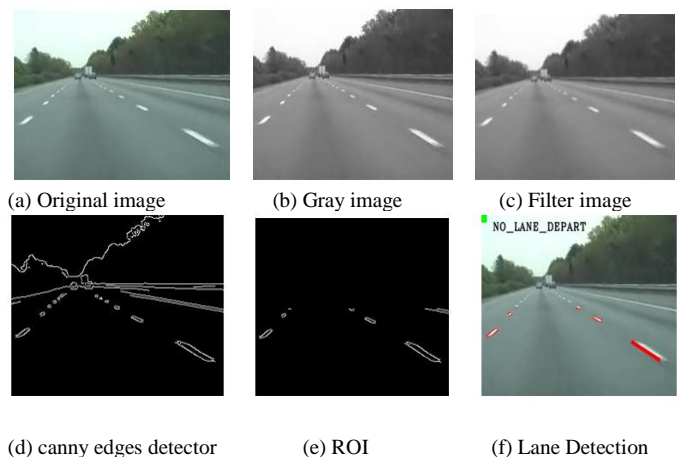 (a) Original image
(b) Gray image
(c) Filter image
NO_LANE_DEPART
(d) canny edges detector
(e) ROI
(f) Lane Detection